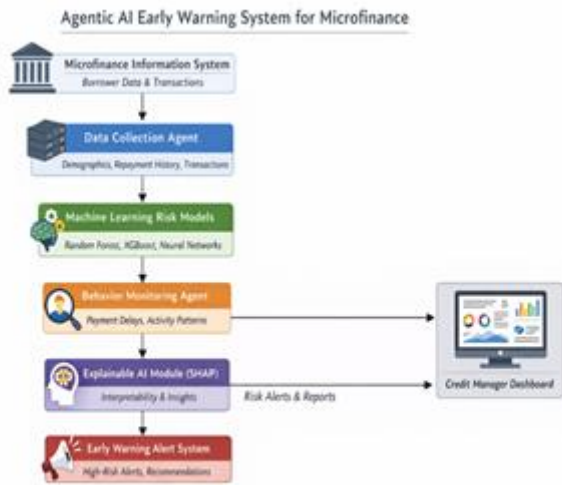 Agentic AI Early Warning System for Microfinance
Microfinance Information System
Borrower Data & Transactions
Data Collection Agent
Demographics, Repayment History, Transactions
Machine Learning Risk Models
Random Forest, XGBoost, Neural Networks
Behavior Monitoring Agent
Payment Delays, Activity Patterns
Explainable AI Module (SHAP)
Interpretability & Insights
Risk Alerts & Reports
Credit Manager Dashboard
Early Warning Alert System
High-Risk Alerts, Recommendations